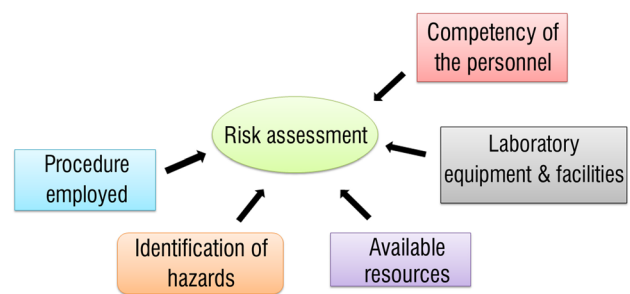 Competency of
the personnel
Risk assessment
Laboratory
equipment & facilities
Procedure
employed
Identification of
hazards
Available
resources